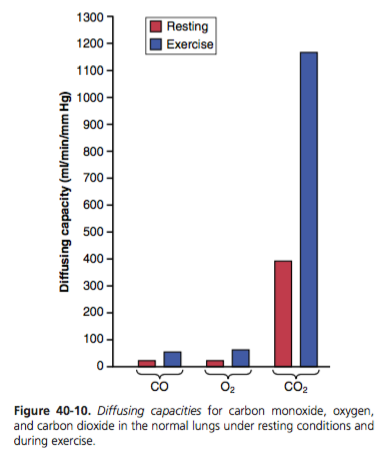 1300
1200
1100
1000
900
800
700
600
500
400
300
200
100
0
Diffusing capacity (ml/min/mm Hg)
Resting
Exercise
CO
O₂
CO₂
Figure 40-10. Diffusing capacities for carbon monoxide, oxygen,
and carbon dioxide in the normal lungs under resting conditions and
during exercise.